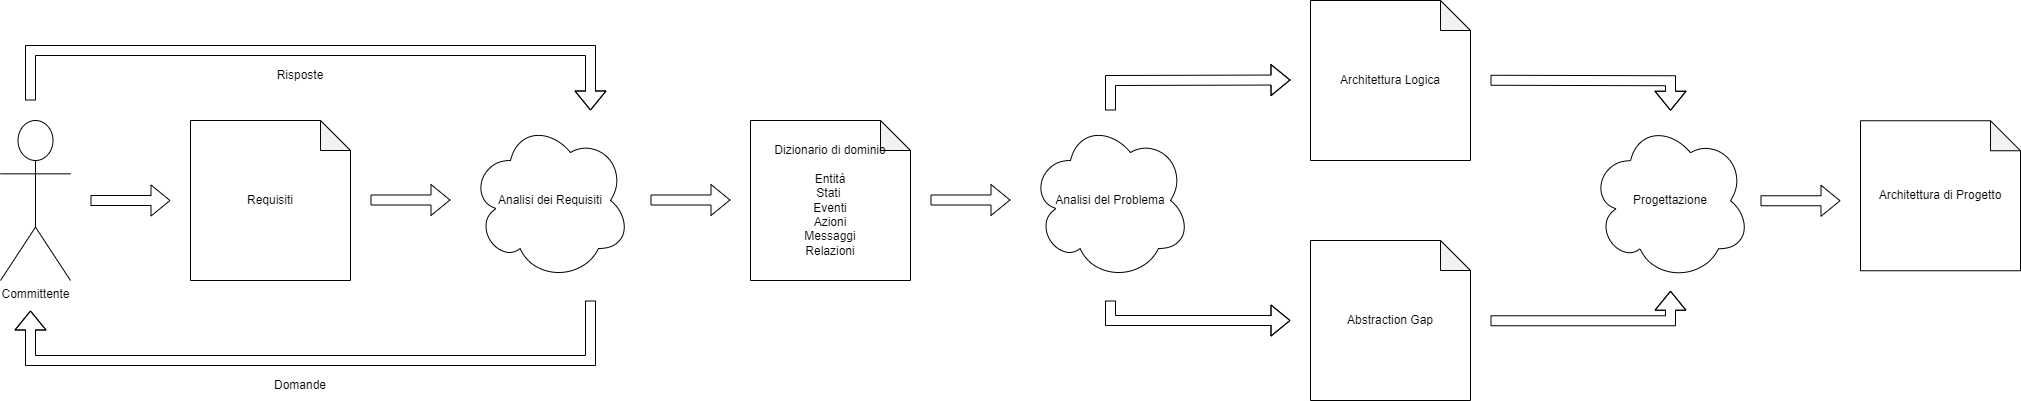 Risposte
Committente
Requisiti
Analisi dei Requisiti
Domande
Dizionario di dominio
Entità
Stati
Eventi
Azioni
Messaggi
Relazioni
Analisi del Problema
Architettura Logica
Abstraction Gap
Progettazione
Architettura di Progetto